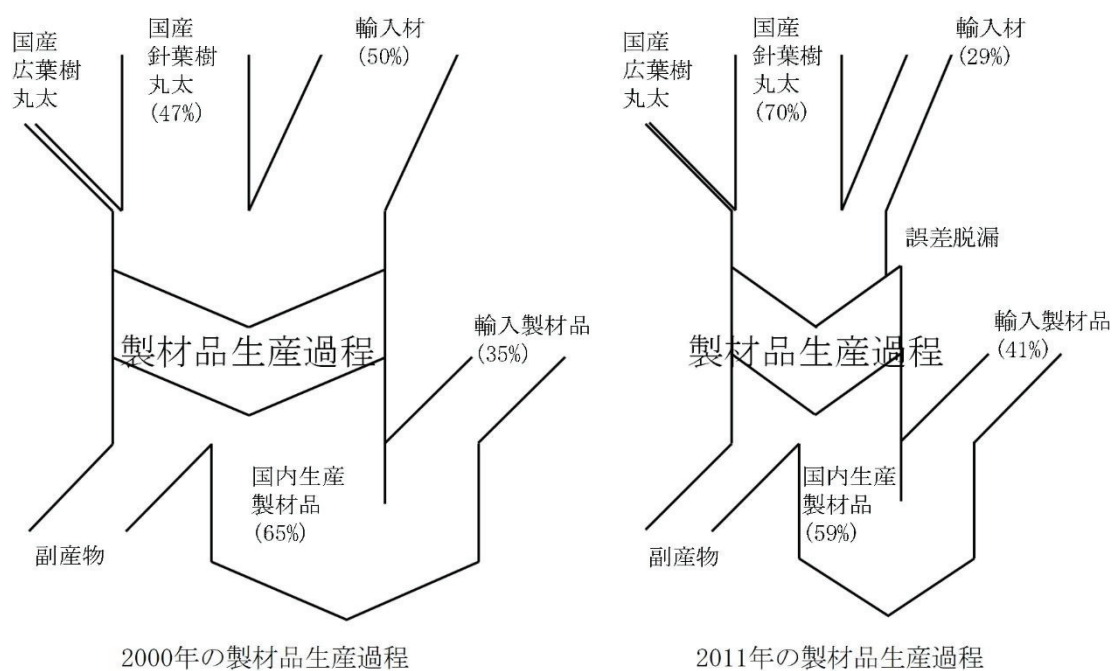 国産
広葉樹
丸太
国産
針葉樹
丸太
(47%)
輸入材
(50%)
製材品生産過程
輸入製材品
(35%)
国内生産
製材品
(65%)
副産物
2000年の製材品生産過程
国産
広葉樹
丸太
国産
針葉樹
丸太
(70%)
輸入材
(29%)
誤差脱漏
製材品生産過程
輸入製材品
(41%)
国内生産
製材品
(59%)
副産物
2011年の製材品生産過程